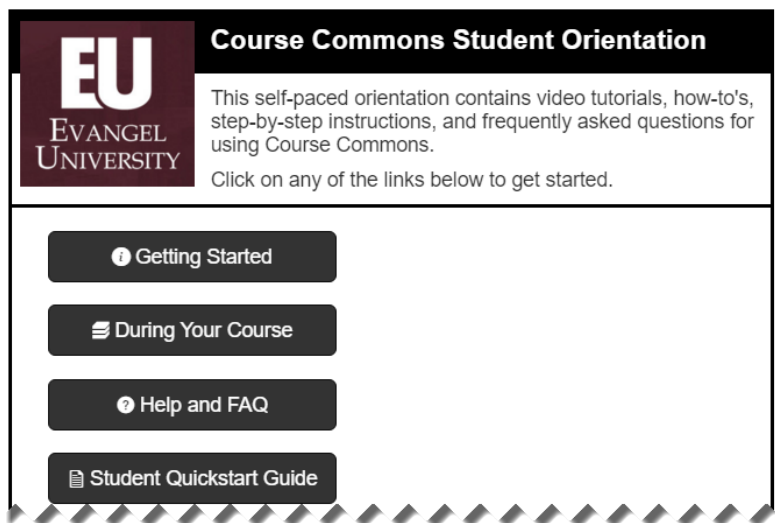 EU
EVANGEL
UNIVERSITY
Course Commons Student Orientation
This self-paced orientation contains video tutorials, how-to's,
step-by-step instructions, and frequently asked questions for
using Course Commons.
Click on any of the links below to get started.
Getting Started
During Your Course
Help and FAQ
Student Quickstart Guide